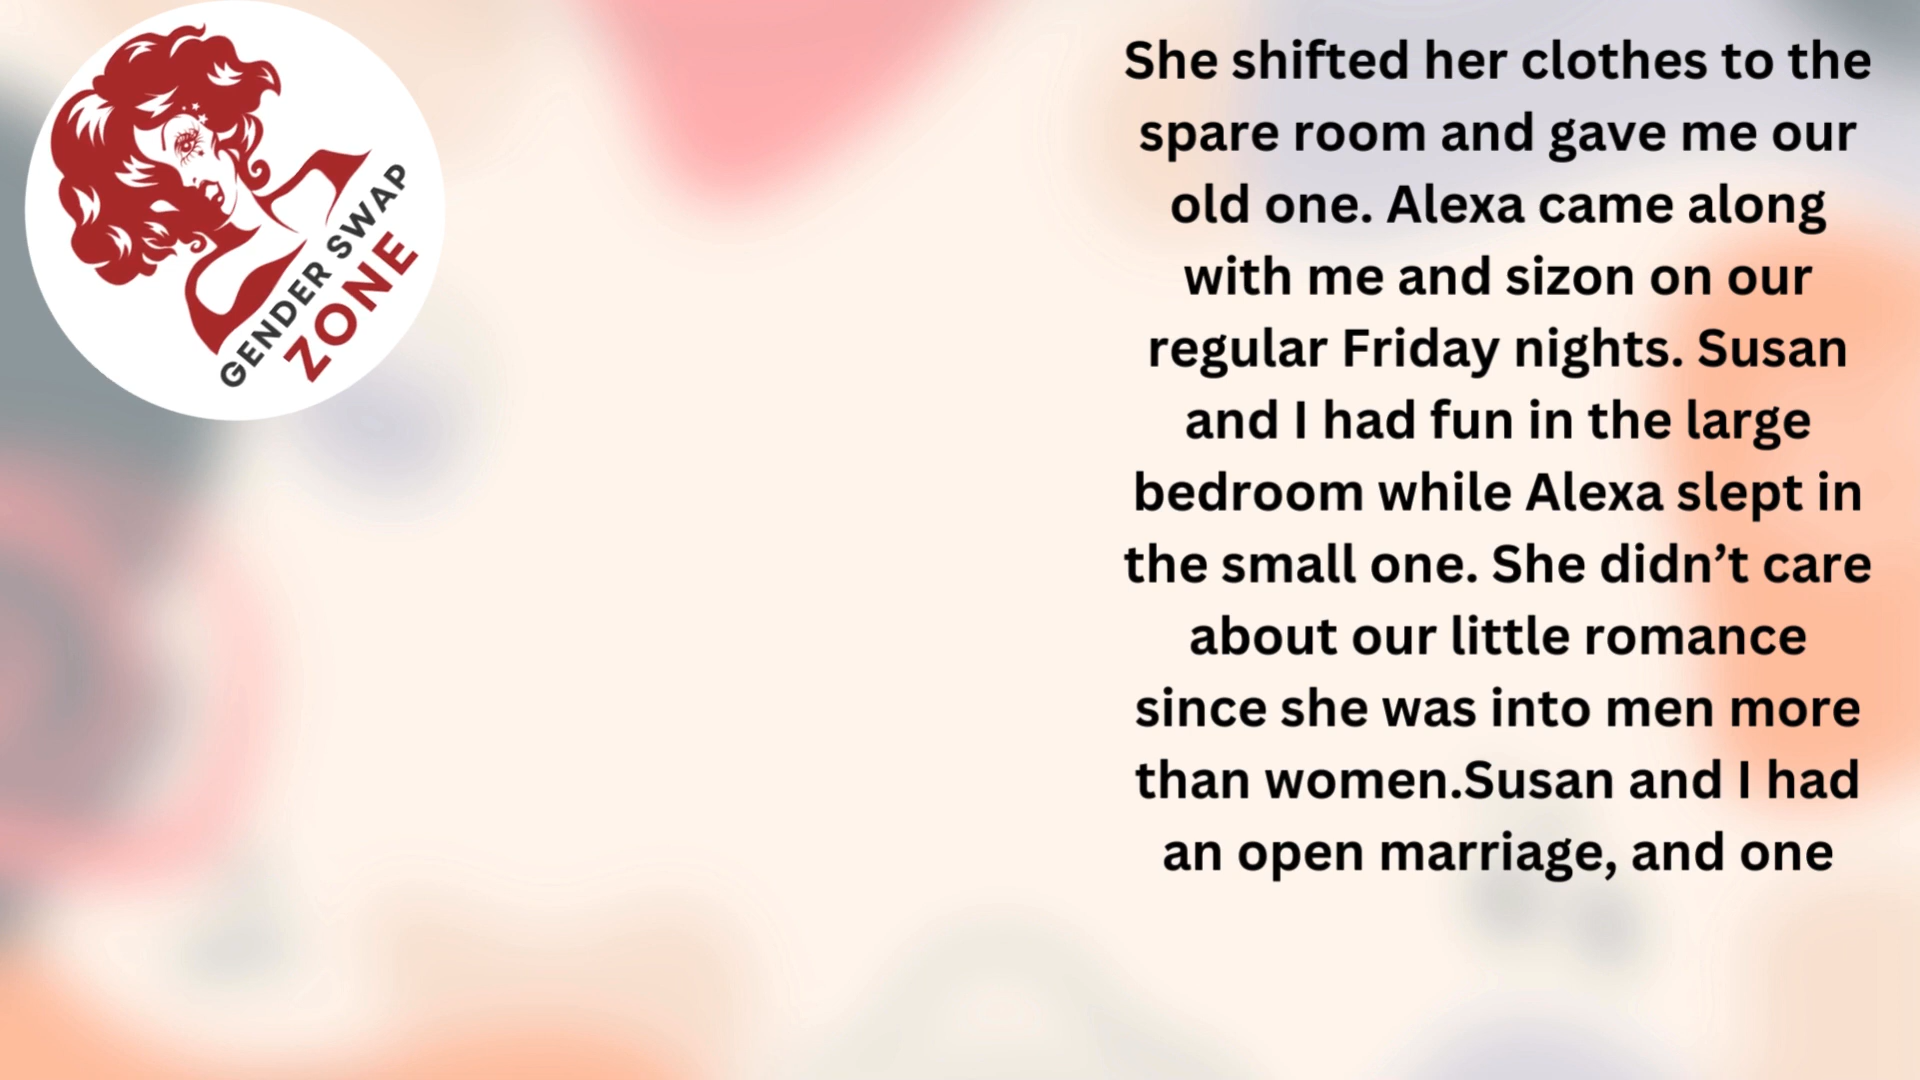 GENDER SWAP
ZONE
She shifted her clothes to the
spare room and gave me our
old one. Alexa came along
with me and sizon on our
regular Friday nights. Susan
and I had fun in the large
bedroom while Alexa slept in
the small one. She didn’t care
about our little romance
since she was into men more
than women.Susan and I had
an open marriage, and one